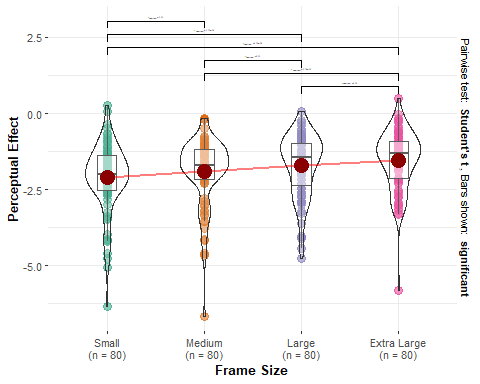 2.5
0.0
-2.5
-5.0
Perceptual Effect
Small
(n = 80)
Medium
(n = 80)
Large
(n = 80)
Extra Large
(n = 80)
Frame Size
Pairwise test: Student's t, Bars shown: significant